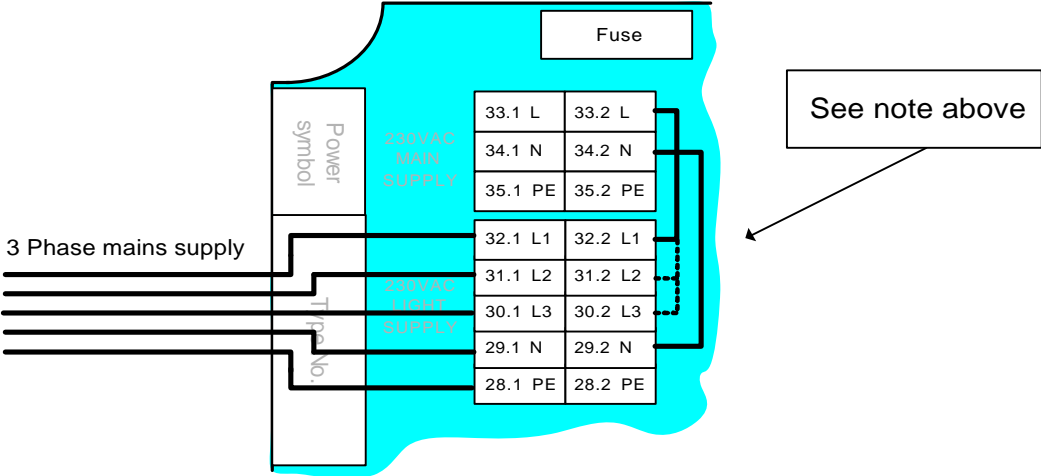 Fuse
See note above
Power
symbol
230VAC
MAIN
SUPPLY
33.1 L
33.2 L
34.1 N
34.2 N
35.1 PE
35.2 PE
3 Phase mains supply
Type No.
230VAC
LIGHT
SUPPLY
32.1 L1
32.2 L1
31.1 L2
31.2 L2
30.1 L3
30.2 L3
29.1 N
29.2 N
28.1 PE
28.2 PE